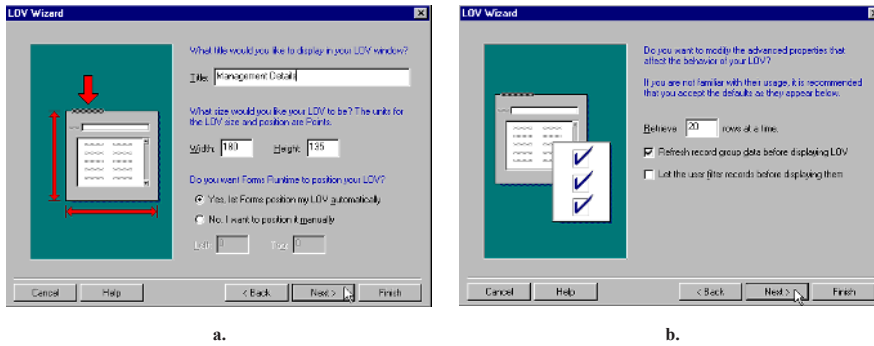 LOV Wizard
What title would you like to display in your LOV window?
Title: Management Details
What size would you like your LOV to be? The units for
the LOV size and position are Points.
Width: 180 Height: 135
Do you want Forms Runtime to position your LOV?
Yes, let Forms position my LOV automatically
No, I want to position it manually
Left: 0 Top: 0
Cancel Help < Back Next > Finish
a.
LOV Wizard
Do you want to modify the advanced properties that
affect the behavior of your LOV?
If you are not familiar with their usage, it is recommended
that you accept the defaults as they appear below.
Retrieve 20 rows at a time.
Refresh record group data before displaying LOV
Let the user filter records before displaying them
Cancel Help < Back Next > Finish
b.